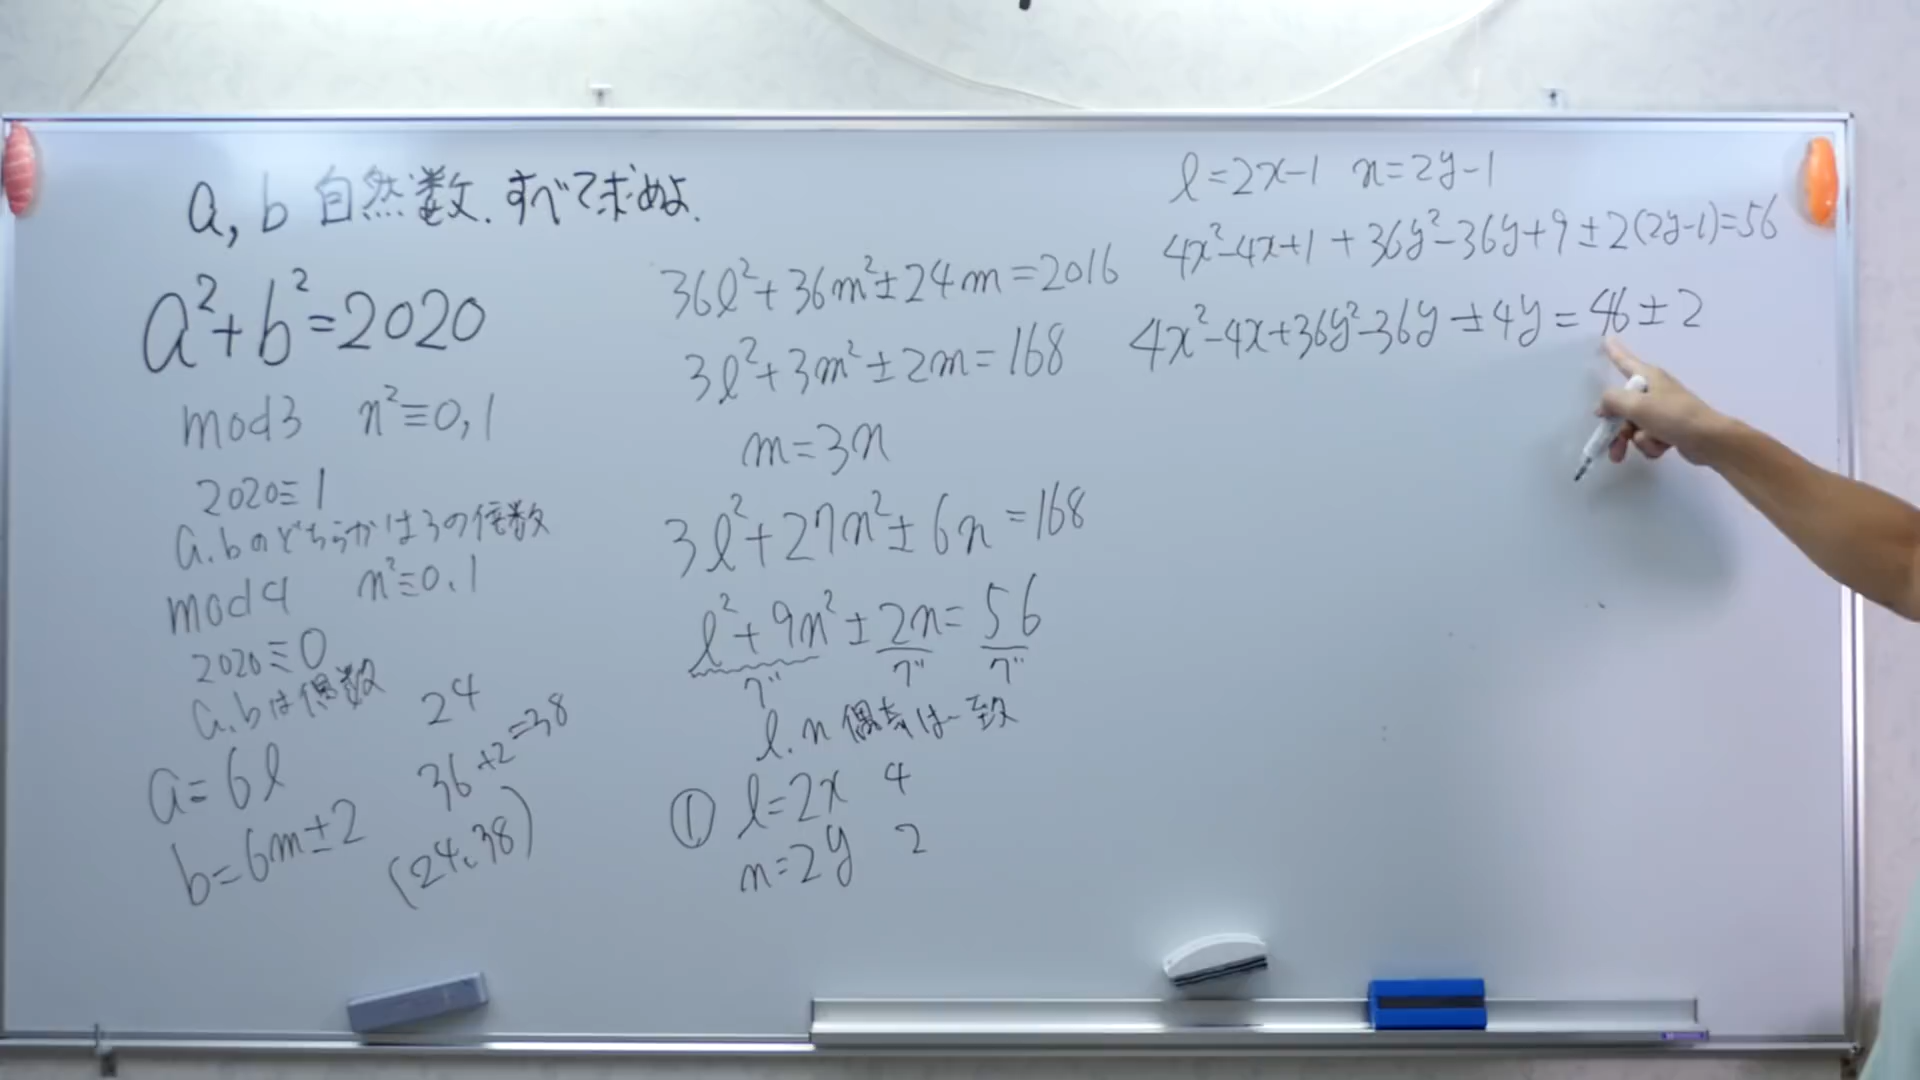 a, b 自然数. すべて求めよ.
a²+b²=2020
mod3 n²≡0,1
2020≡1
a.bのどちらかは3の倍数
mod4 n²≡0.1
2020≡0
a.bは偶数
a=6l
b=6m±2
24
36+2=38
(24.38)
36l²+36m²±24m=2016
3l²+3m²±2m=168
m=3n
3l²+27n²±6n=168
l²+9n²±2n=56
グ グ グ
l.n 偶奇は一致
① l=2x 4
n=2y 2
l=2x-1 n=2y-1
4x²-4x+1+36y²-36y+9±2(2y-1)=56
4x²-4x+36y²-36y±4y=46±2